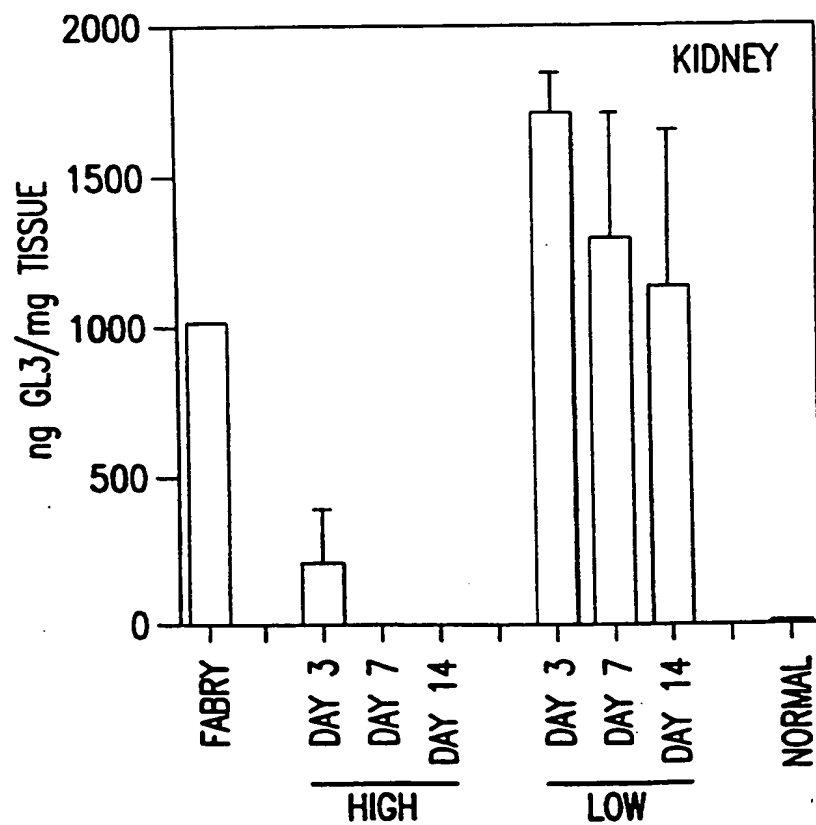 KIDNEY
ng GL3/mg TISSUE
2000
1500
1000
500
0
FABRY
DAY 3
DAY 7
DAY 14
HIGH
DAY 3
DAY 7
DAY 14
LOW
NORMAL